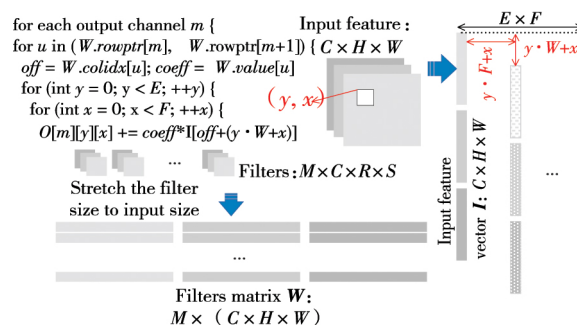 for each output channel m {
for u in (W.rowptr[m], W.rowptr[m+1]) {
off = W.colidx[u]; coeff = W.value[u]
for (int y = 0; y < E; ++y) {
for (int x = 0; x < F; ++x) {
O[m][y][x] += coeff*I[off+(y · W+x)]
Input feature:
C × H × W
(y, x)
E × F
y · F+x
y · W+x
...
Filters: M × C × R × S
Stretch the filter
size to input size
...
Filters matrix W:
M × (C × H × W)
Input feature
vector I: C × H × W
...